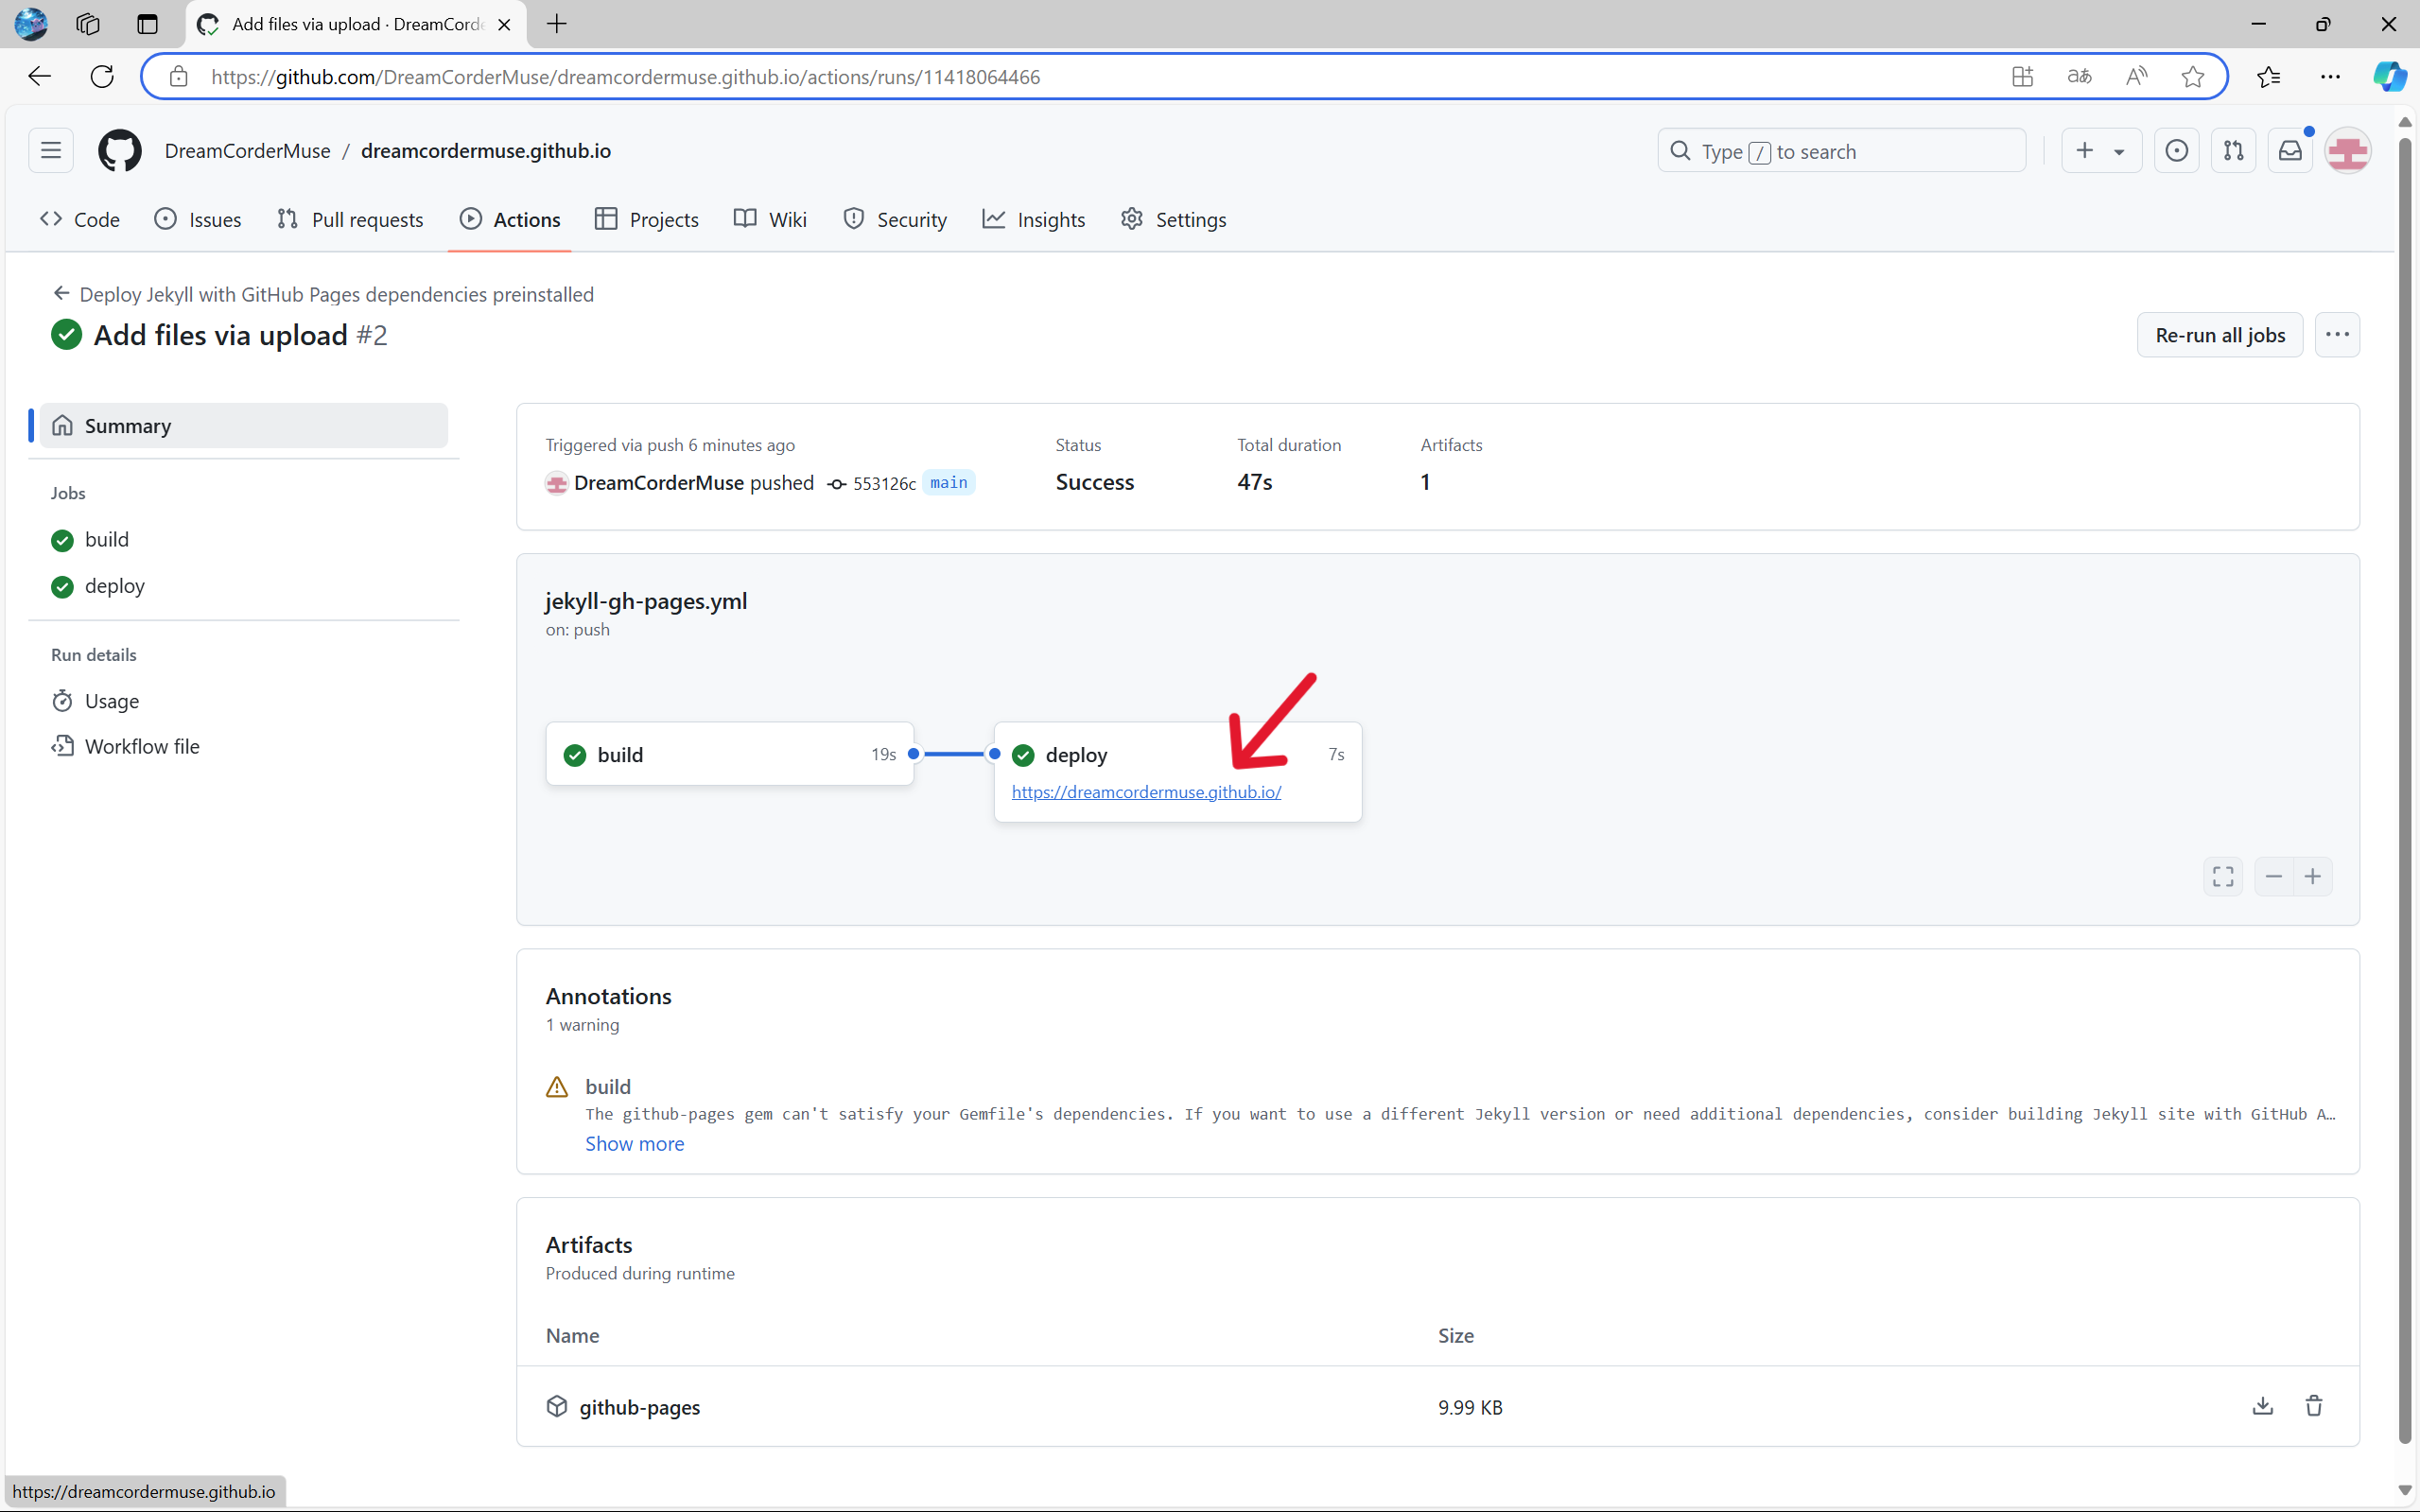 Add files via upload · DreamCorde
https://github.com/DreamCorderMuse/dreamcordermuse.github.io/actions/runs/11418064466
aあ
DreamCorderMuse / dreamcordermuse.github.io
Type / to search
Code
Issues
Pull requests
Actions
Projects
Wiki
Security
Insights
Settings
Deploy Jekyll with GitHub Pages dependencies preinstalled
Add files via upload #2
Re-run all jobs
Summary
Jobs
build
deploy
Run details
Usage
Workflow file
Triggered via push 6 minutes ago
DreamCorderMuse pushed 553126c main
Status
Success
Total duration
47s
Artifacts
1
jekyll-gh-pages.yml
on: push
build 19s
deploy 7s
https://dreamcordermuse.github.io/
Annotations
1 warning
build
The github-pages gem can't satisfy your Gemfile's dependencies. If you want to use a different Jekyll version or need additional dependencies, consider building Jekyll site with GitHub A…
Show more
Artifacts
Produced during runtime
Name Size
github-pages 9.99 KB
https://dreamcordermuse.github.io